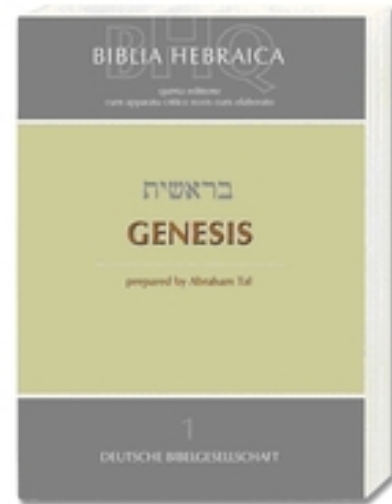 BHQ
BIBLIA HEBRAICA
quinta editione
cum apparatu critico novis curis elaborato
בראשית
GENESIS
prepared by Abraham Tal
1
DEUTSCHE BIBELGESELLSCHAFT